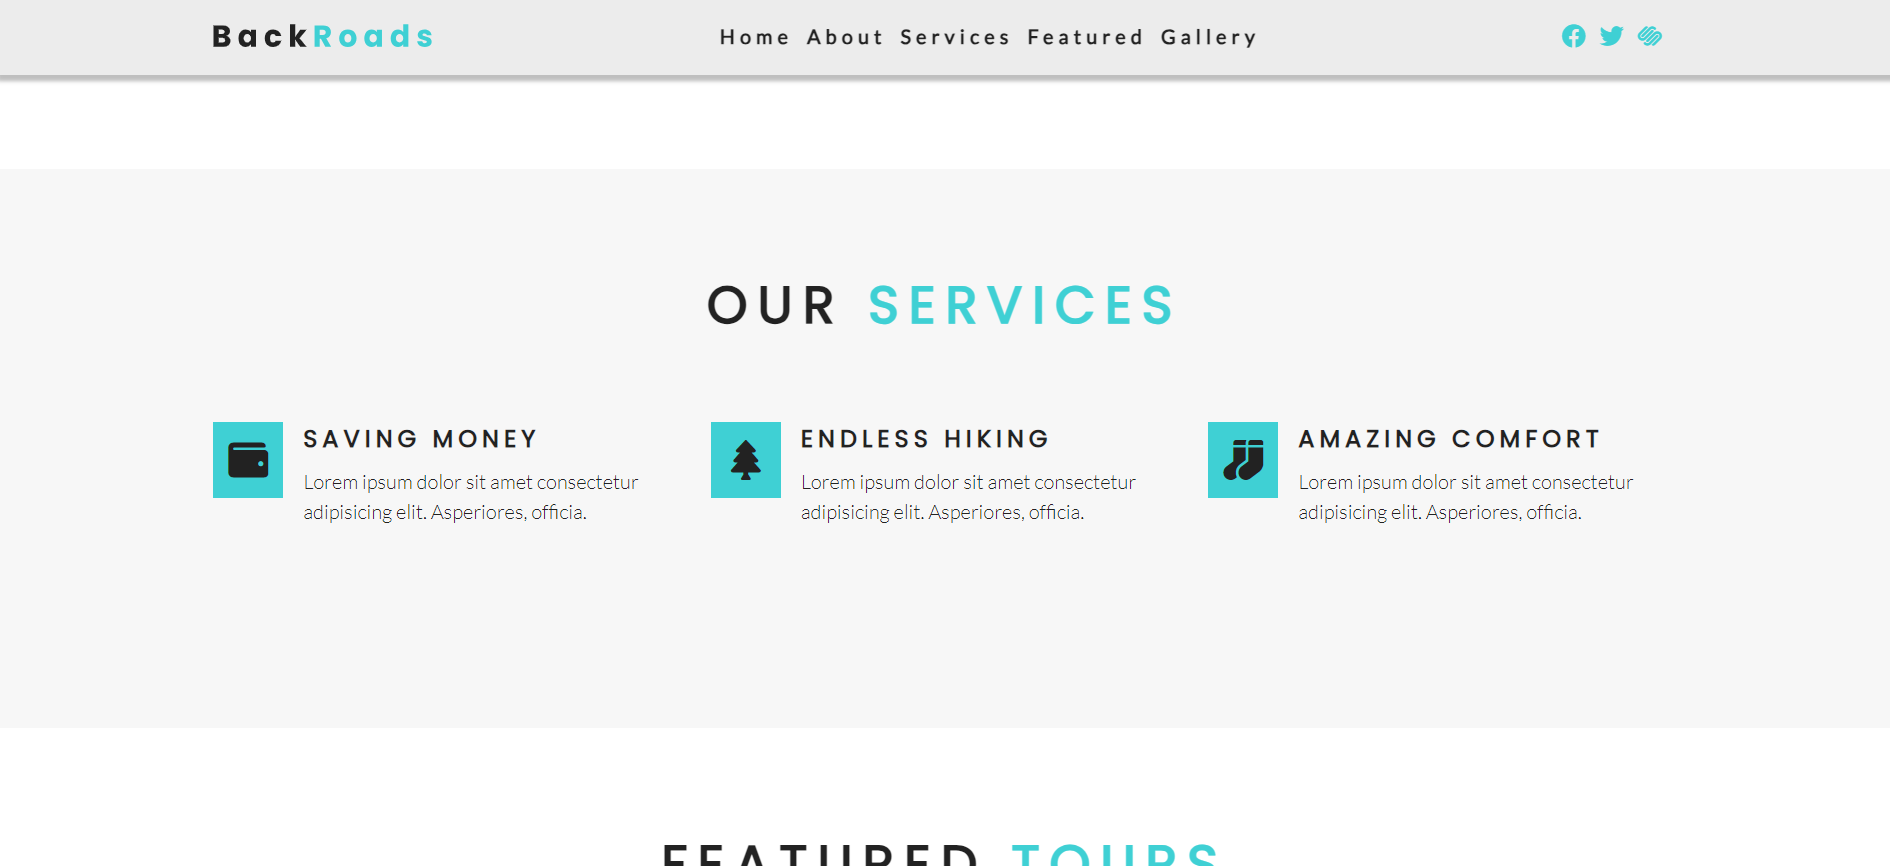 BackRoads
Home About Services Featured Gallery
OUR SERVICES
SAVING MONEY
Lorem ipsum dolor sit amet consectetur
adipisicing elit. Asperiores, officia.
ENDLESS HIKING
Lorem ipsum dolor sit amet consectetur
adipisicing elit. Asperiores, officia.
AMAZING COMFORT
Lorem ipsum dolor sit amet consectetur
adipisicing elit. Asperiores, officia.
FEATURED TOURS